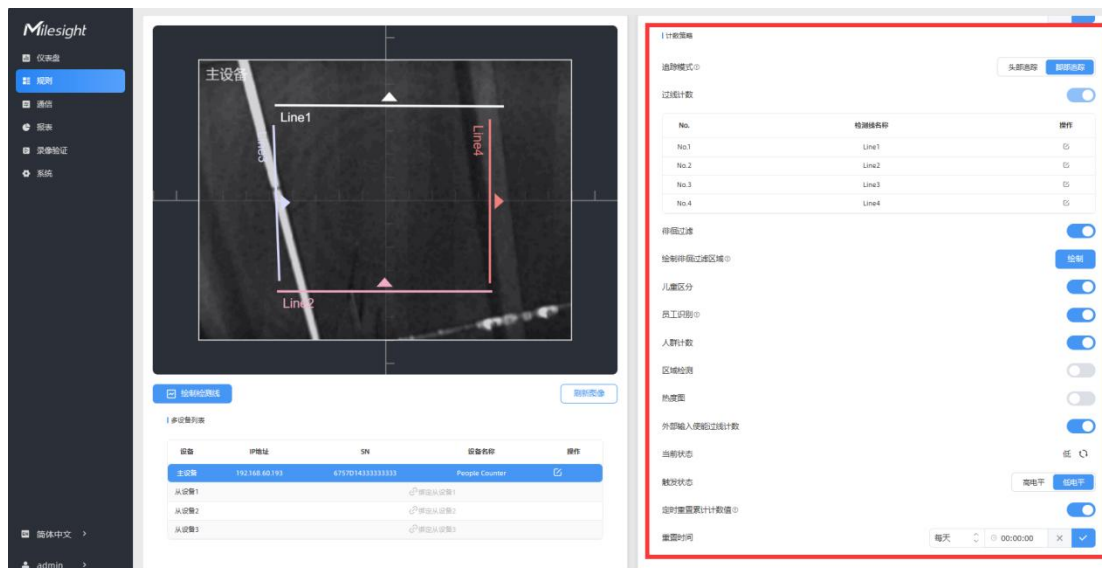 Milesight
仪表盘
规则
通信
报表
录像验证
系统
简体中文
admin
主设备
Line1
Line3
Line4
Line2
绘制检测线
刷新图像
多设备列表
设备 IP地址 SN 设备名称 操作
主设备 192.168.60.193 6757D14333333333 People Counter
从设备1 绑定从设备1
从设备2 绑定从设备2
从设备3 绑定从设备3
计数策略
追踪模式 头部追踪 脚部追踪
过线计数
No. 检测线名称 操作
No.1 Line1
No.2 Line2
No.3 Line3
No.4 Line4
徘徊过滤
绘制徘徊过滤区域 绘制
儿童区分
员工识别
人群计数
区域检测
热度图
外部输入使能过线计数
当前状态 低
触发状态 高电平 低电平
定时重置累计计数值
重置时间 每天 00:00:00